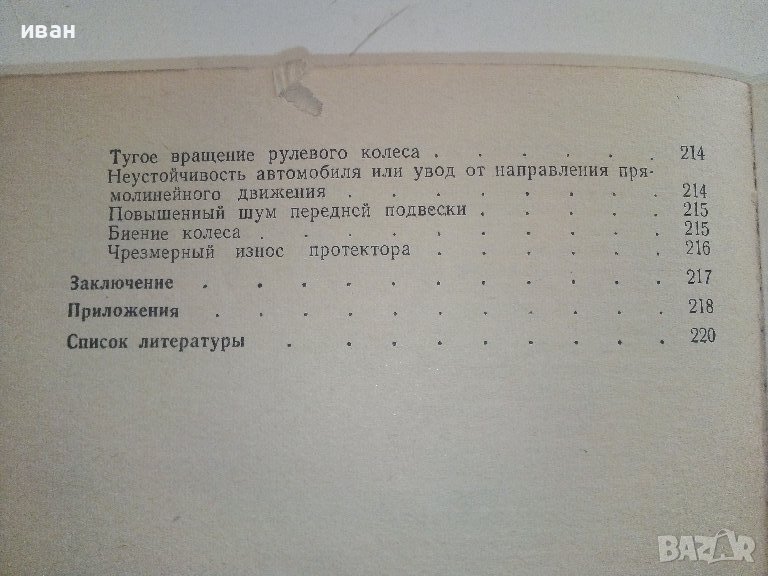 иван
Тугое вращение рулевого колеса . . . . . . 214
Неустойчивость автомобиля или увод от направления пря-
молинейного движения . . . . . . . . 214
Повышенный шум передней подвески . . . . . 215
Биение колеса . . . . . . . . . . 215
Чрезмерный износ протектора . . . . . . 216
Заключение . . . . . . . . . . . 217
Приложения . . . . . . . . . . . 218
Список литературы . . . . . . . . . 220
BAZAR